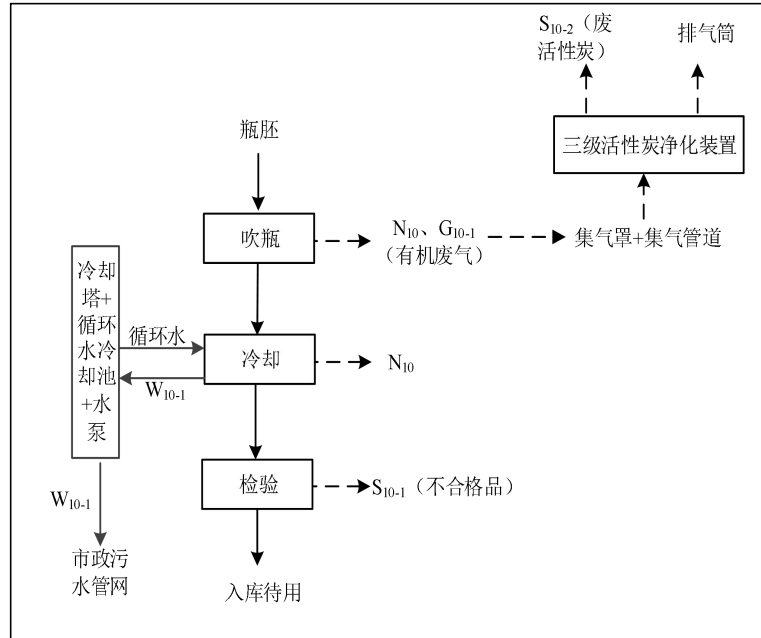 S10-2（废
活性炭）
排气筒
三级活性炭净化装置
瓶胚
吹瓶
N10、G10-1
（有机废气）
集气罩+集气管道
冷却
塔+
循环
水冷
却池
+水
泵
循环水
W10-1
冷却
N10
检验
S10-1（不合格品）
W10-1
市政污
水管网
入库待用